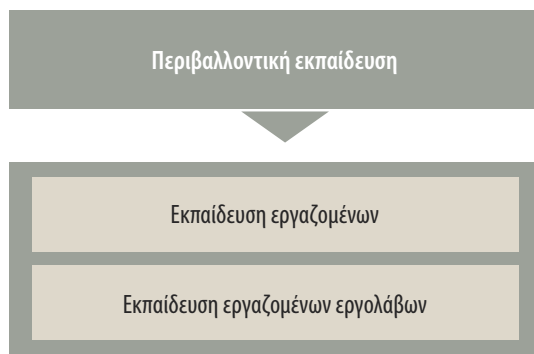 Περιβαλλοντική εκπαίδευση
Εκπαίδευση εργαζομένων
Εκπαίδευση εργαζομένων εργολάβων